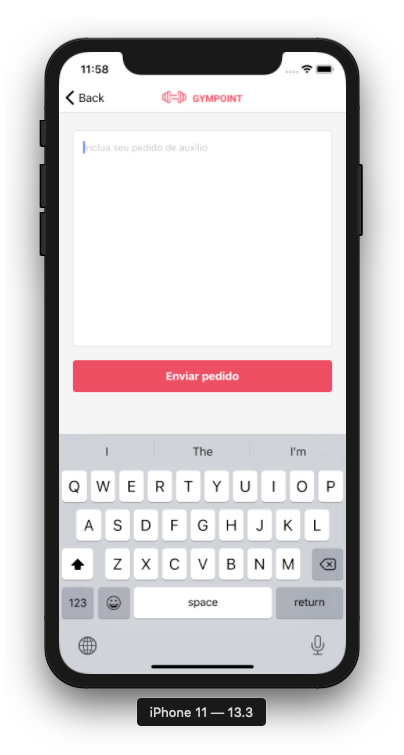 11:58
Back
GYMPOINT
Inclua seu pedido de auxílio
Enviar pedido
I The I'm
Q W E R T Y U I O P
A S D F G H J K L
Z X C V B N M
123 space return
iPhone 11 — 13.3